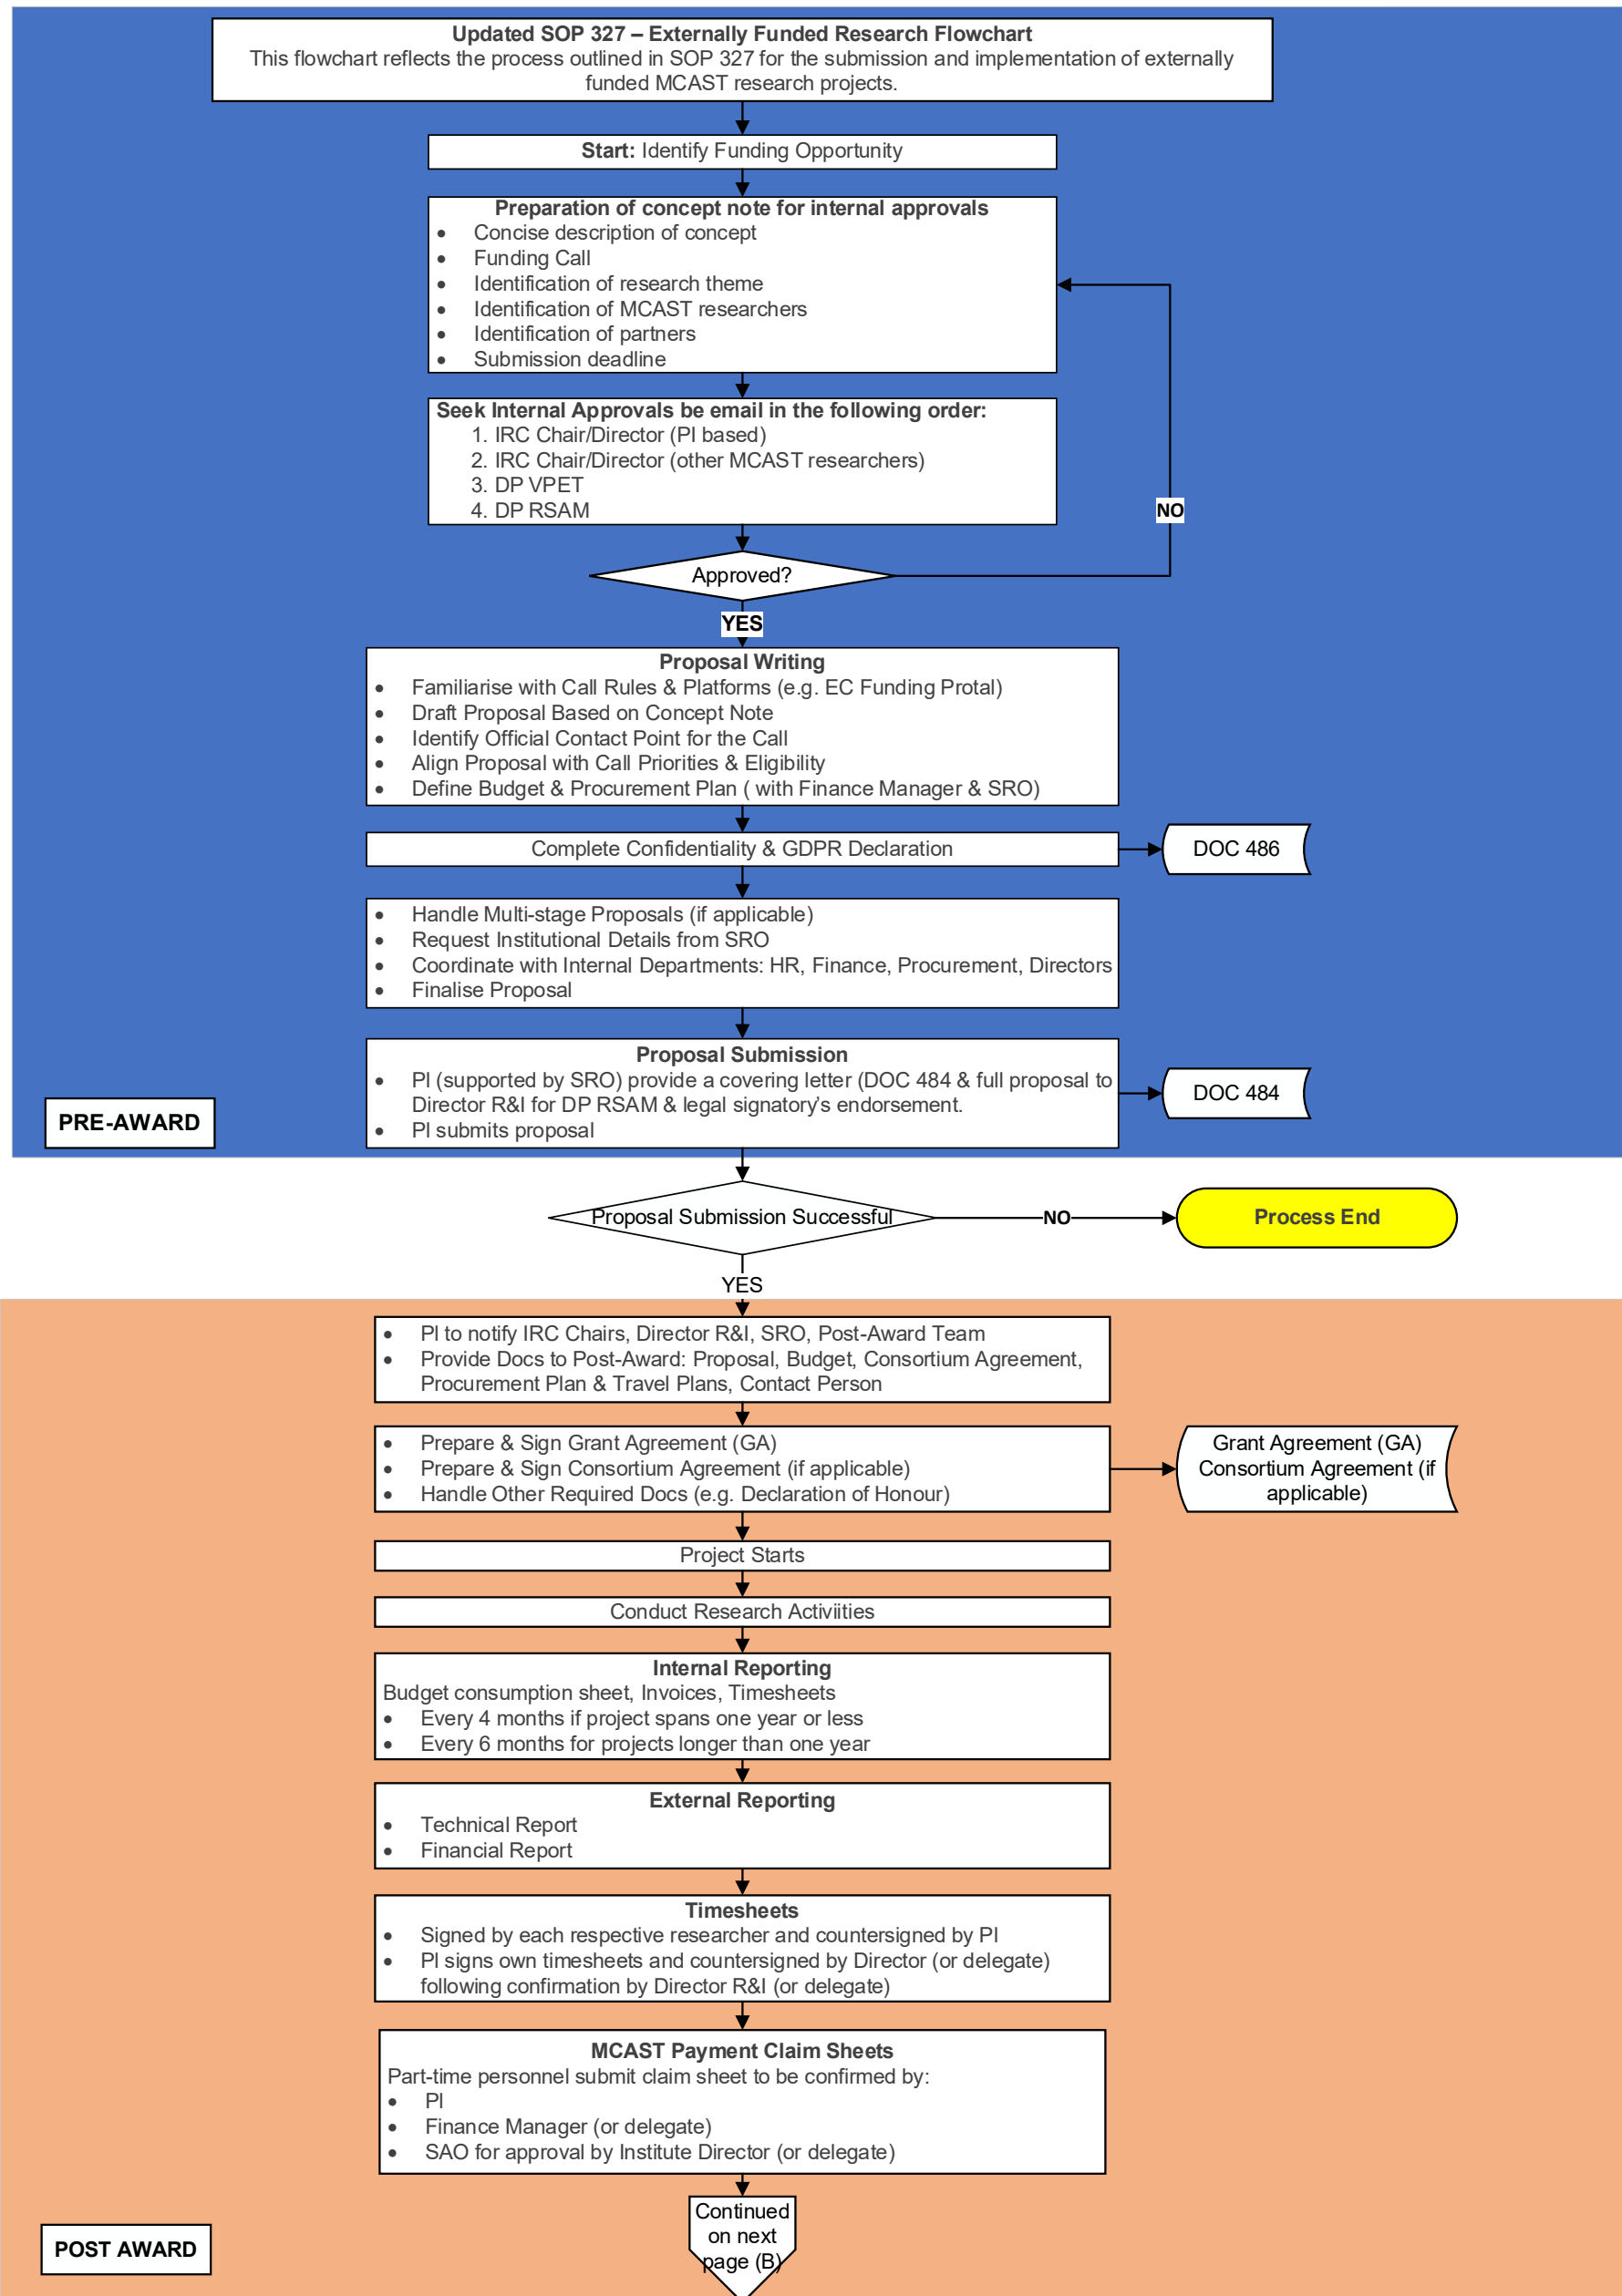 Updated SOP 327 – Externally Funded Research Flowchart
This flowchart reflects the process outlined in SOP 327 for the submission and implementation of externally
funded MCAST research projects.
Start: Identify Funding Opportunity
Preparation of concept note for internal approvals
• Concise description of concept
• Funding Call
• Identification of research theme
• Identification of MCAST researchers
• Identification of partners
• Submission deadline
Seek Internal Approvals be email in the following order:
1. IRC Chair/Director (PI based)
2. IRC Chair/Director (other MCAST researchers)
3. DP VPET
4. DP RSAM
NO
Approved?
YES
Proposal Writing
• Familiarise with Call Rules & Platforms (e.g. EC Funding Protal)
• Draft Proposal Based on Concept Note
• Identify Official Contact Point for the Call
• Align Proposal with Call Priorities & Eligibility
• Define Budget & Procurement Plan ( with Finance Manager & SRO)
Complete Confidentiality & GDPR Declaration
DOC 486
• Handle Multi-stage Proposals (if applicable)
• Request Institutional Details from SRO
• Coordinate with Internal Departments: HR, Finance, Procurement, Directors
• Finalise Proposal
Proposal Submission
• PI (supported by SRO) provide a covering letter (DOC 484 & full proposal to
Director R&I for DP RSAM & legal signatory's endorsement.
• PI submits proposal
DOC 484
PRE-AWARD
Proposal Submission Successful
NO
Process End
YES
• PI to notify IRC Chairs, Director R&I, SRO, Post-Award Team
• Provide Docs to Post-Award: Proposal, Budget, Consortium Agreement,
Procurement Plan & Travel Plans, Contact Person
• Prepare & Sign Grant Agreement (GA)
• Prepare & Sign Consortium Agreement (if applicable)
• Handle Other Required Docs (e.g. Declaration of Honour)
Grant Agreement (GA)
Consortium Agreement (if
applicable)
Project Starts
Conduct Research Activiities
Internal Reporting
Budget consumption sheet, Invoices, Timesheets
• Every 4 months if project spans one year or less
• Every 6 months for projects longer than one year
External Reporting
• Technical Report
• Financial Report
Timesheets
• Signed by each respective researcher and countersigned by PI
• PI signs own timesheets and countersigned by Director (or delegate)
following confirmation by Director R&I (or delegate)
MCAST Payment Claim Sheets
Part-time personnel submit claim sheet to be confirmed by:
• PI
• Finance Manager (or delegate)
• SAO for approval by Institute Director (or delegate)
Continued
on next
page (B)
POST AWARD